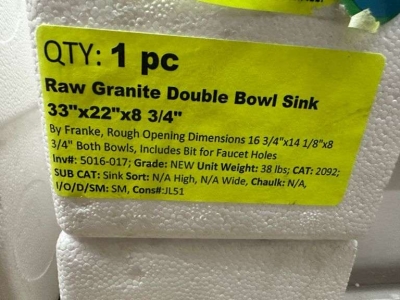 QTY: 1 pc
Raw Granite Double Bowl Sink
33"x22"x8 3/4"
By Franke, Rough Opening Dimensions 16 3/4"x14 1/8"x8
3/4" Both Bowls, Includes Bit for Faucet Holes
Inv#: 5016-017; Grade: NEW Unit Weight: 38 lbs; CAT: 2092;
SUB CAT: Sink Sort: N/A High, N/A Wide, Chaulk: N/A,
I/O/D/SM: SM, Cons#:JL51